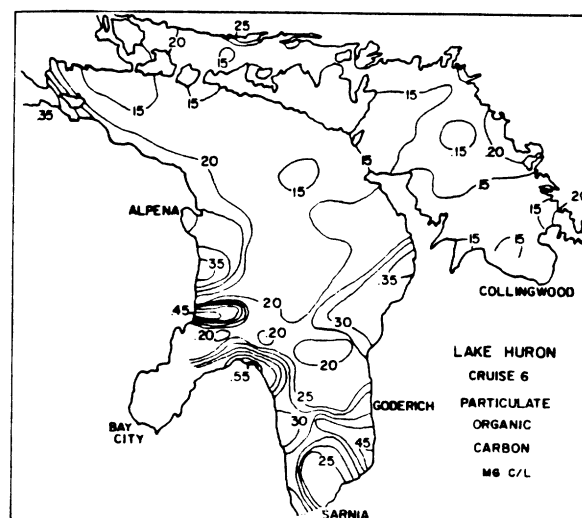 25
20
20
15
.15
.35
15
15
15
.15
20
20
15
15
15
20
ALPENA
15
15
15
.35
.35
COLLINGWOOD
20
.45
.20
.20
30
20
LAKE HURON
CRUISE 6
.55
25
PARTICULATE
GODERICH
BAY
CITY
30
ORGANIC
45
CARBON
25
MG C/L
SARNIA